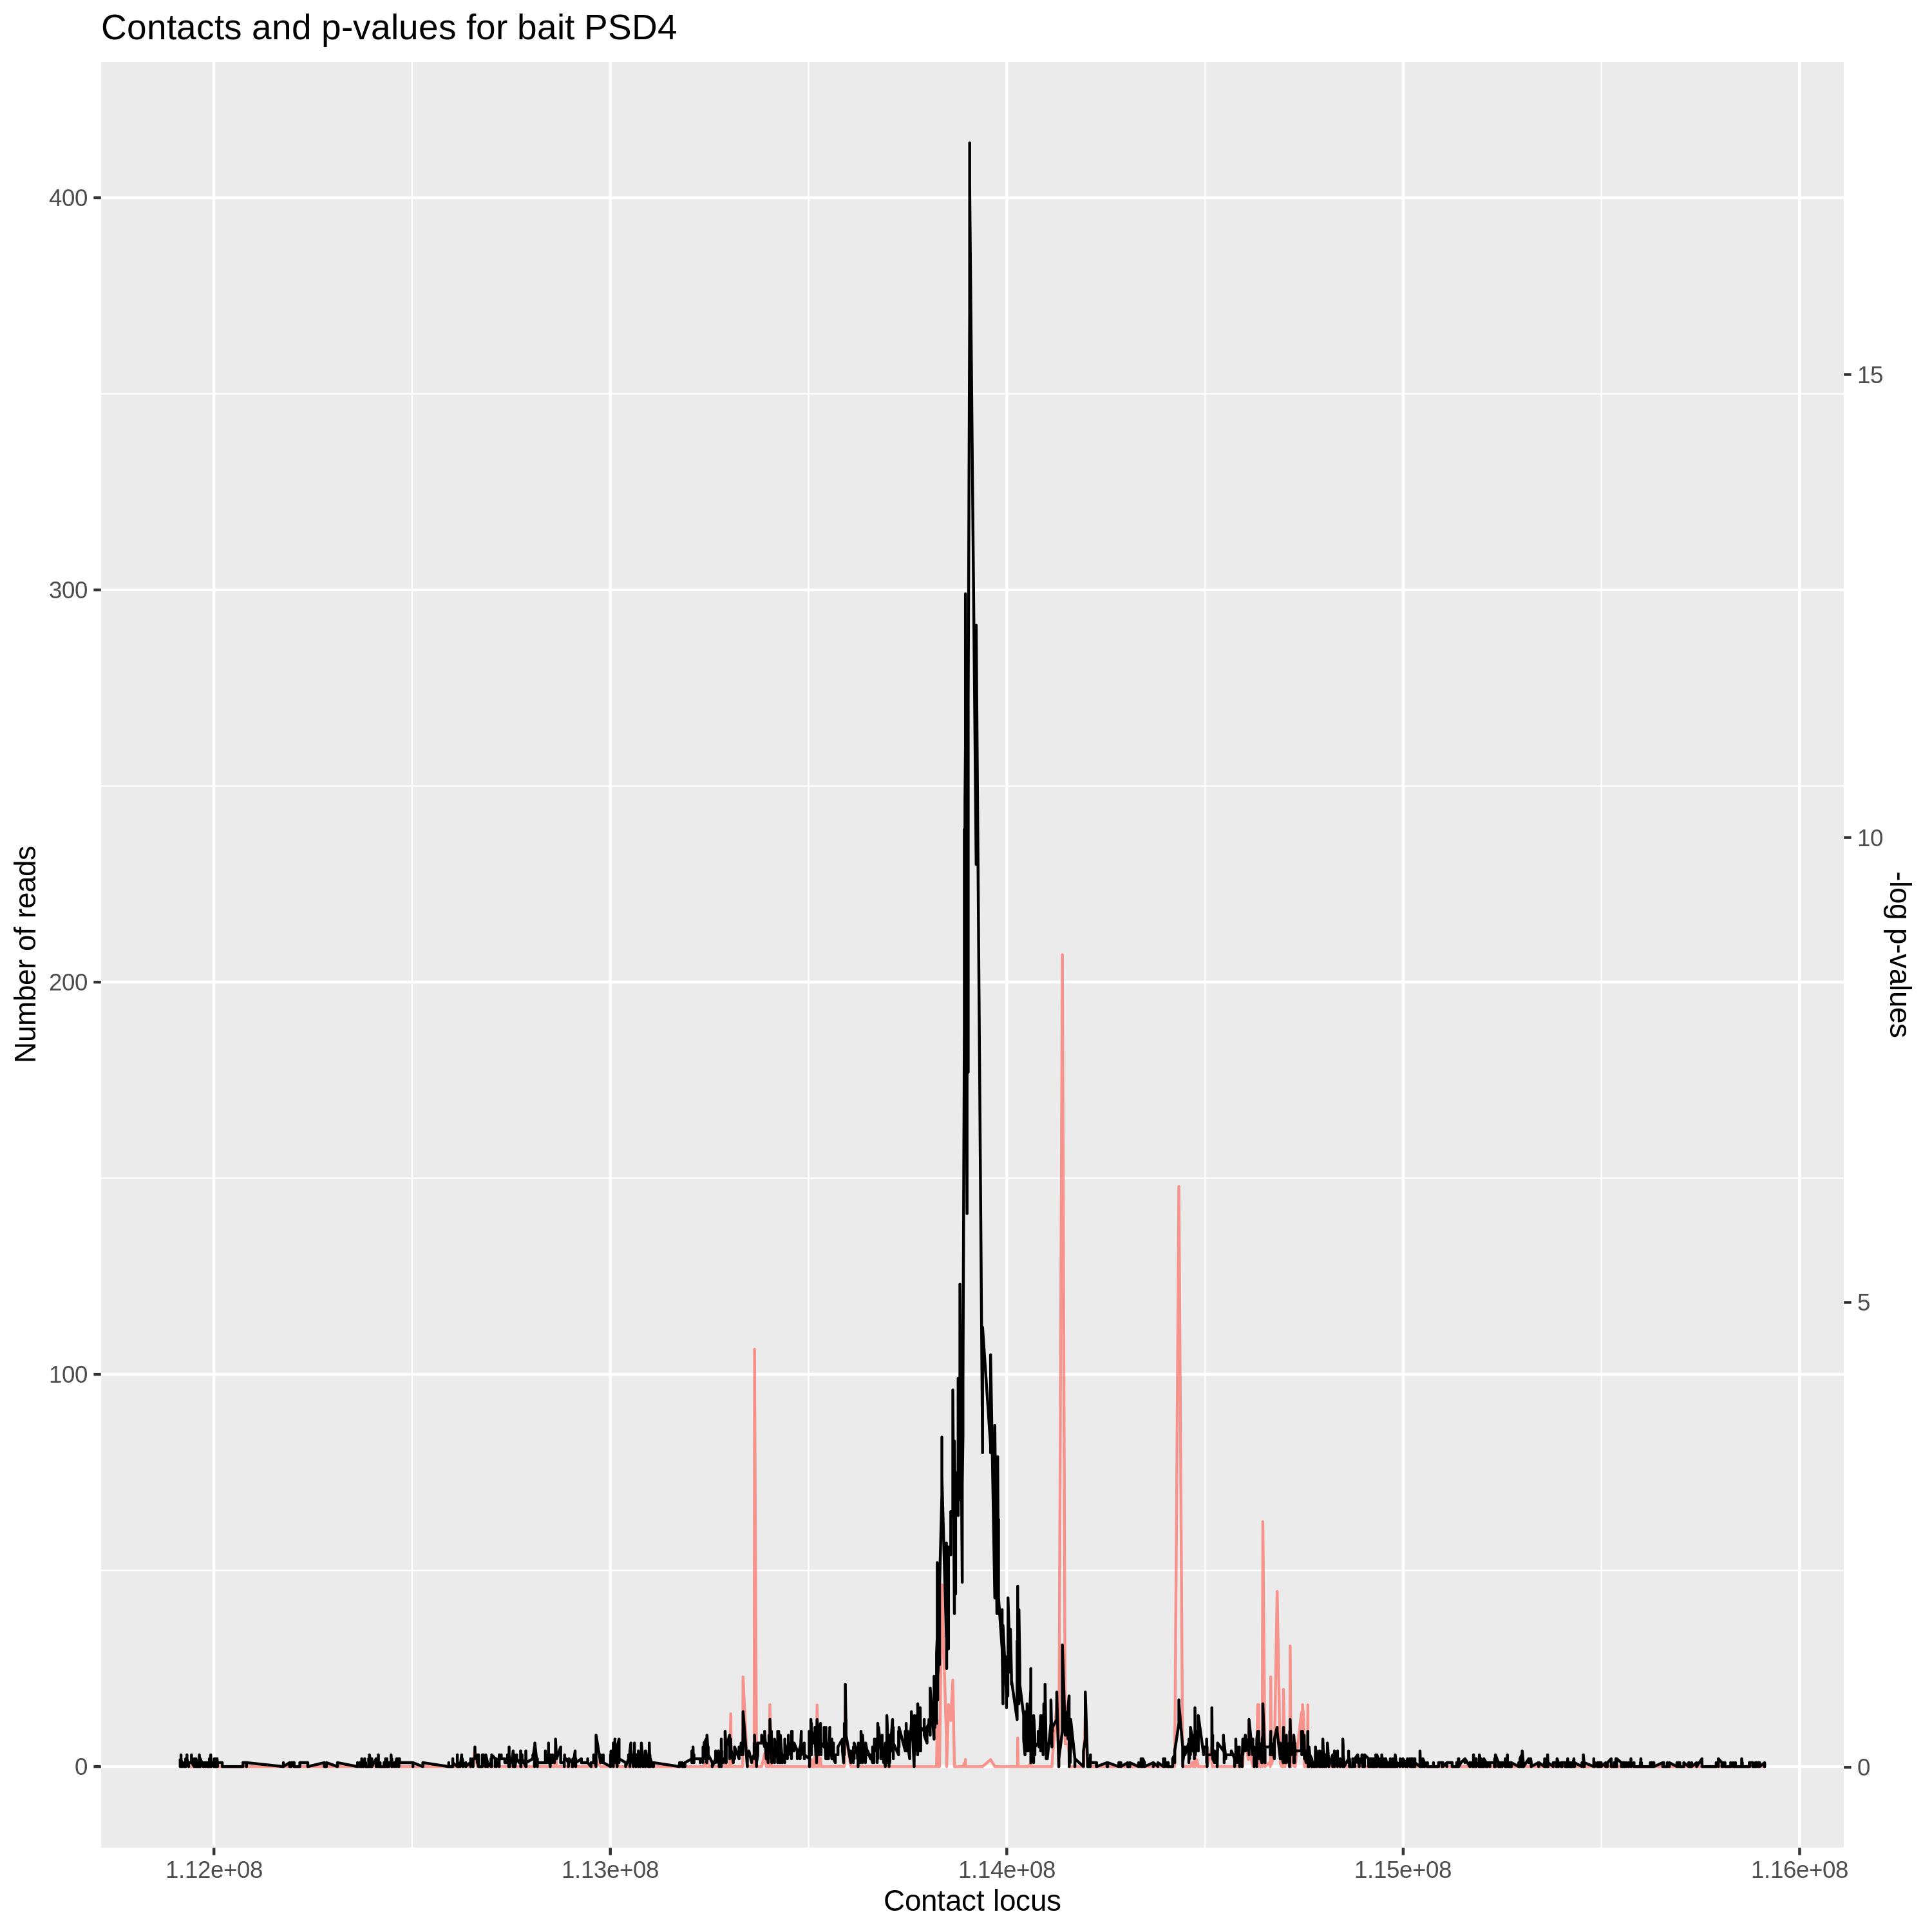 Contacts and p-values for bait PSD4
400
300
200
100
0
Number of reads
15
10
5
0
-log p-values
1.12e+08
1.13e+08
1.14e+08
1.15e+08
1.16e+08
Contact locus